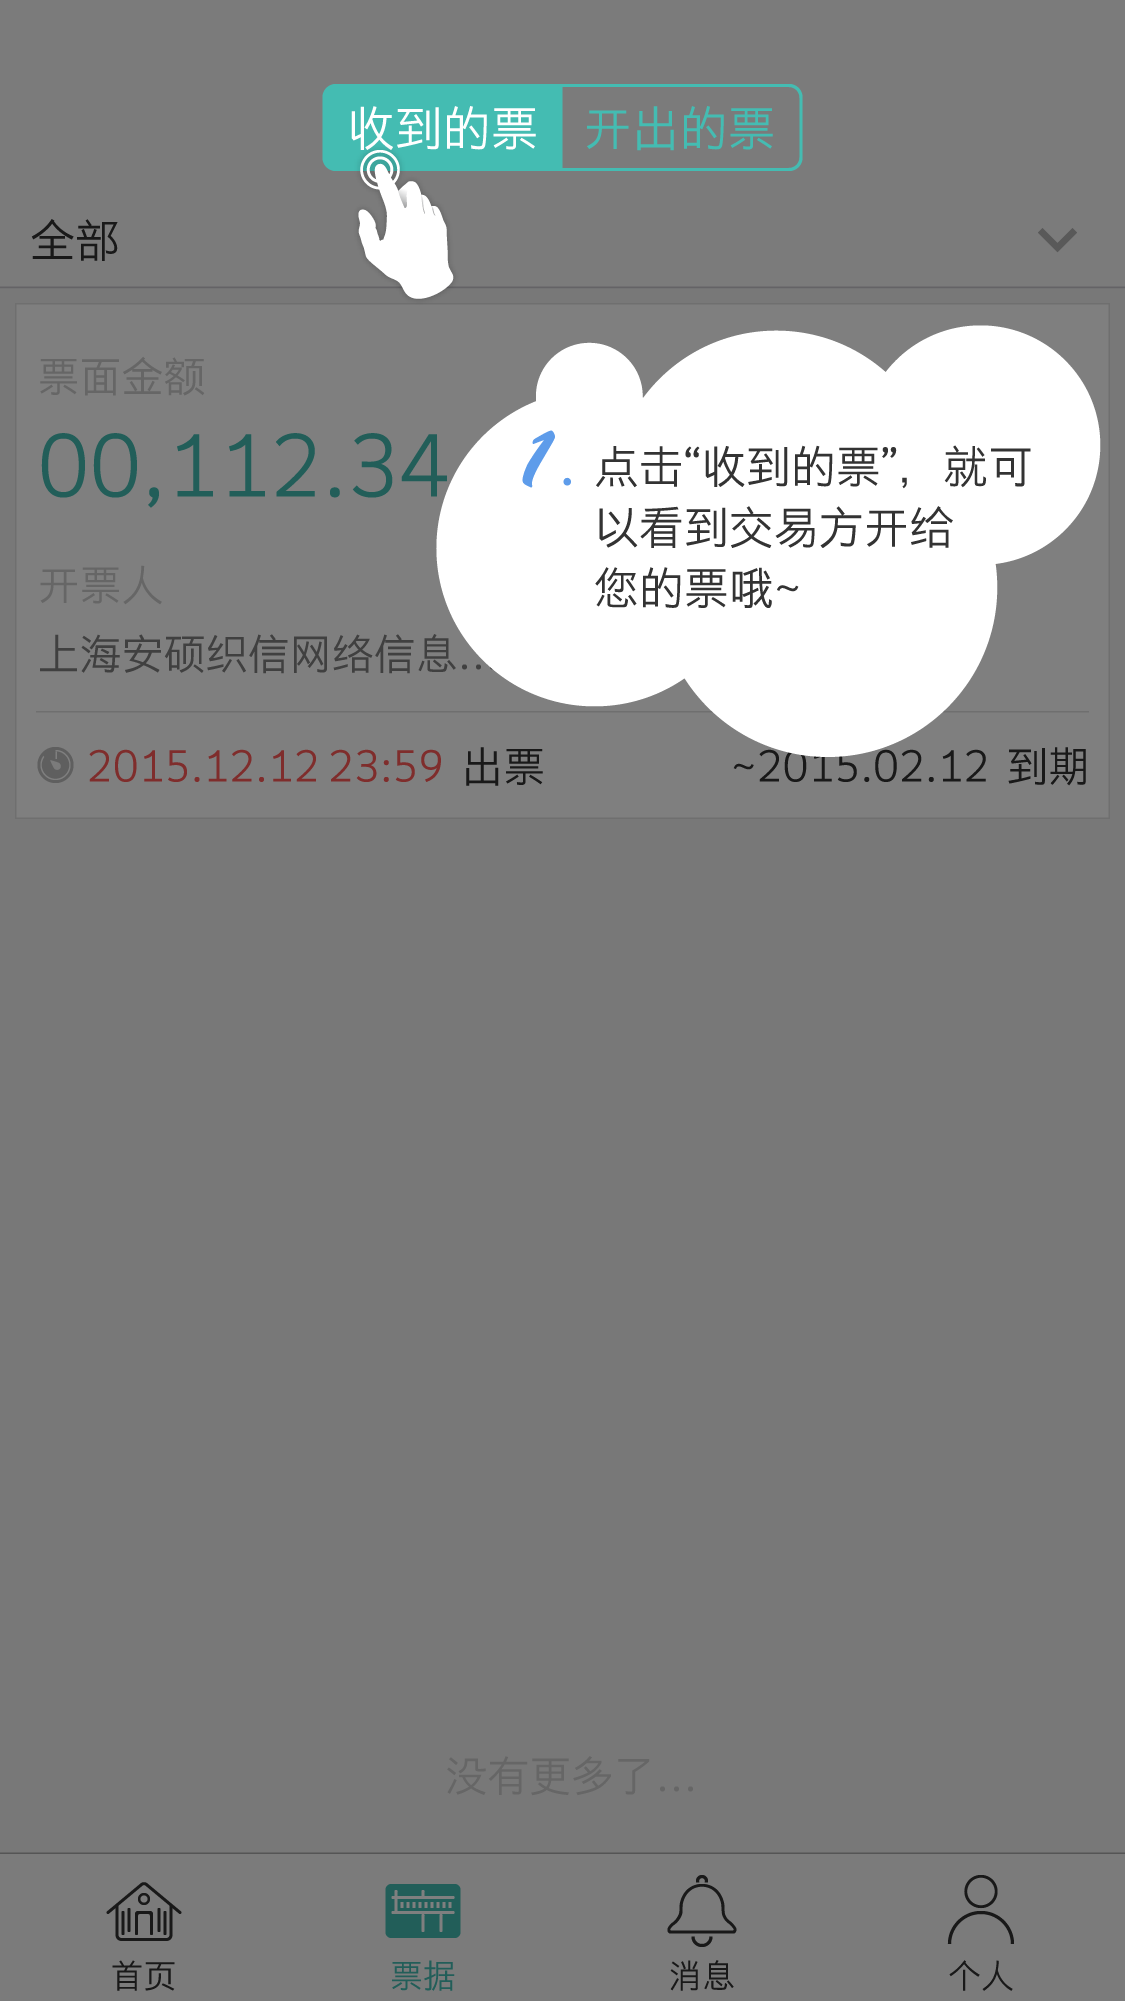 收到的票 开出的票
全部
票面金额
00,112.34
1. 点击“收到的票”，就可
以看到交易方开给
您的票哦~
开票人
上海安硕织信网络信息...
2015.12.12 23:59 出票 ~2015.02.12 到期
没有更多了...
首页 票据 消息 个人